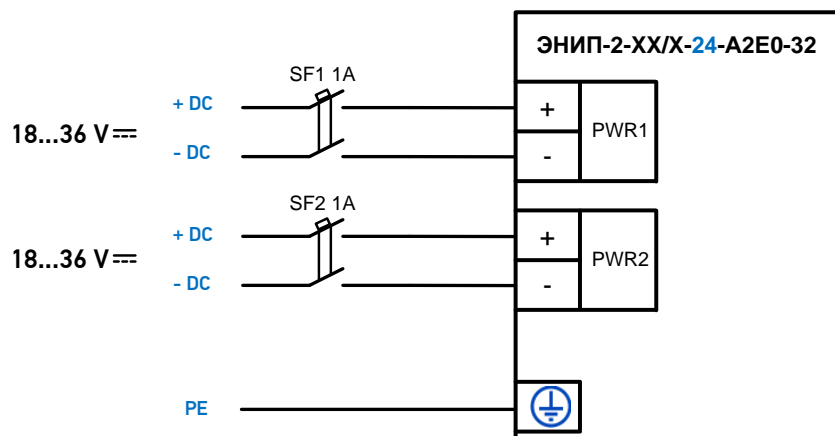 ЭНИП-2-XX/X-24-A2E0-32
SF1 1A
+ DC
18...36 V
- DC
+
-
PWR1
SF2 1A
+ DC
18...36 V
- DC
+
-
PWR2
PE